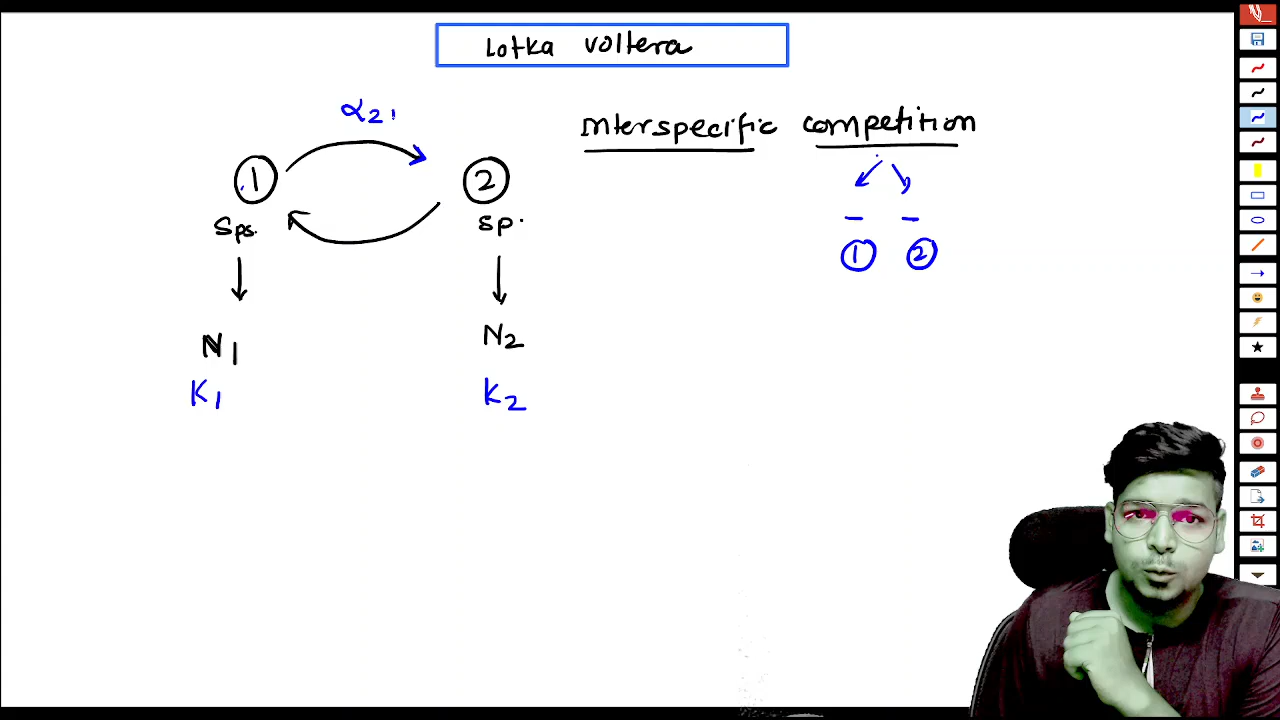 Lotka Voltera
α21
Interspecific competition
1
2
Sps.
sp.
1 2
N1
N2
K1
K2